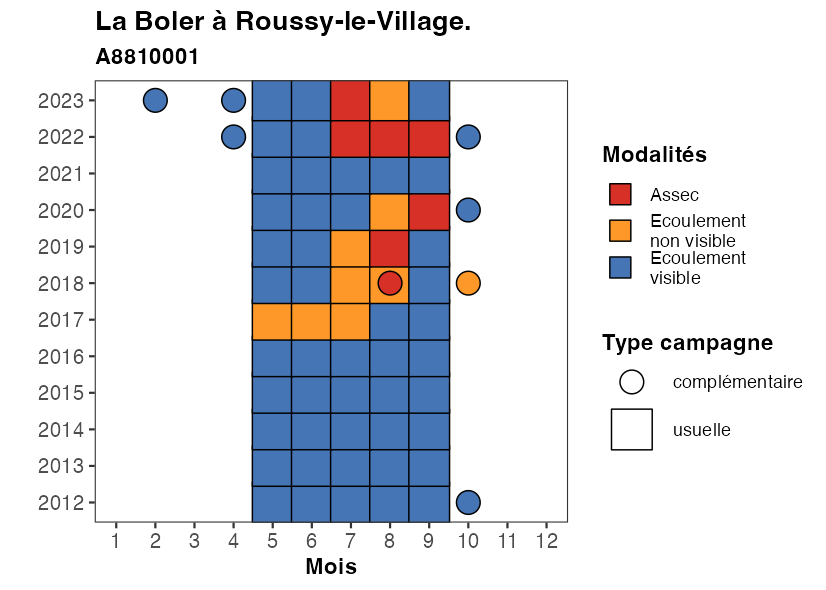 La Boler à Roussy-le-Village.
A8810001
2023
2022
2021
2020
2019
2018
2017
2016
2015
2014
2013
2012
1 2 3 4 5 6 7 8 9 10 11 12
Mois
Modalités
Assec
Ecoulement
non visible
Ecoulement
visible
Type campagne
complémentaire
usuelle